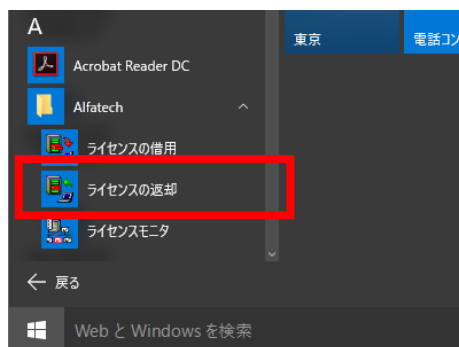 A
東京
電話コン
Acrobat Reader DC
Alfatech
ライセンスの借用
ライセンスの返却
ライセンスモニタ
戻る
Web と Windows を検索